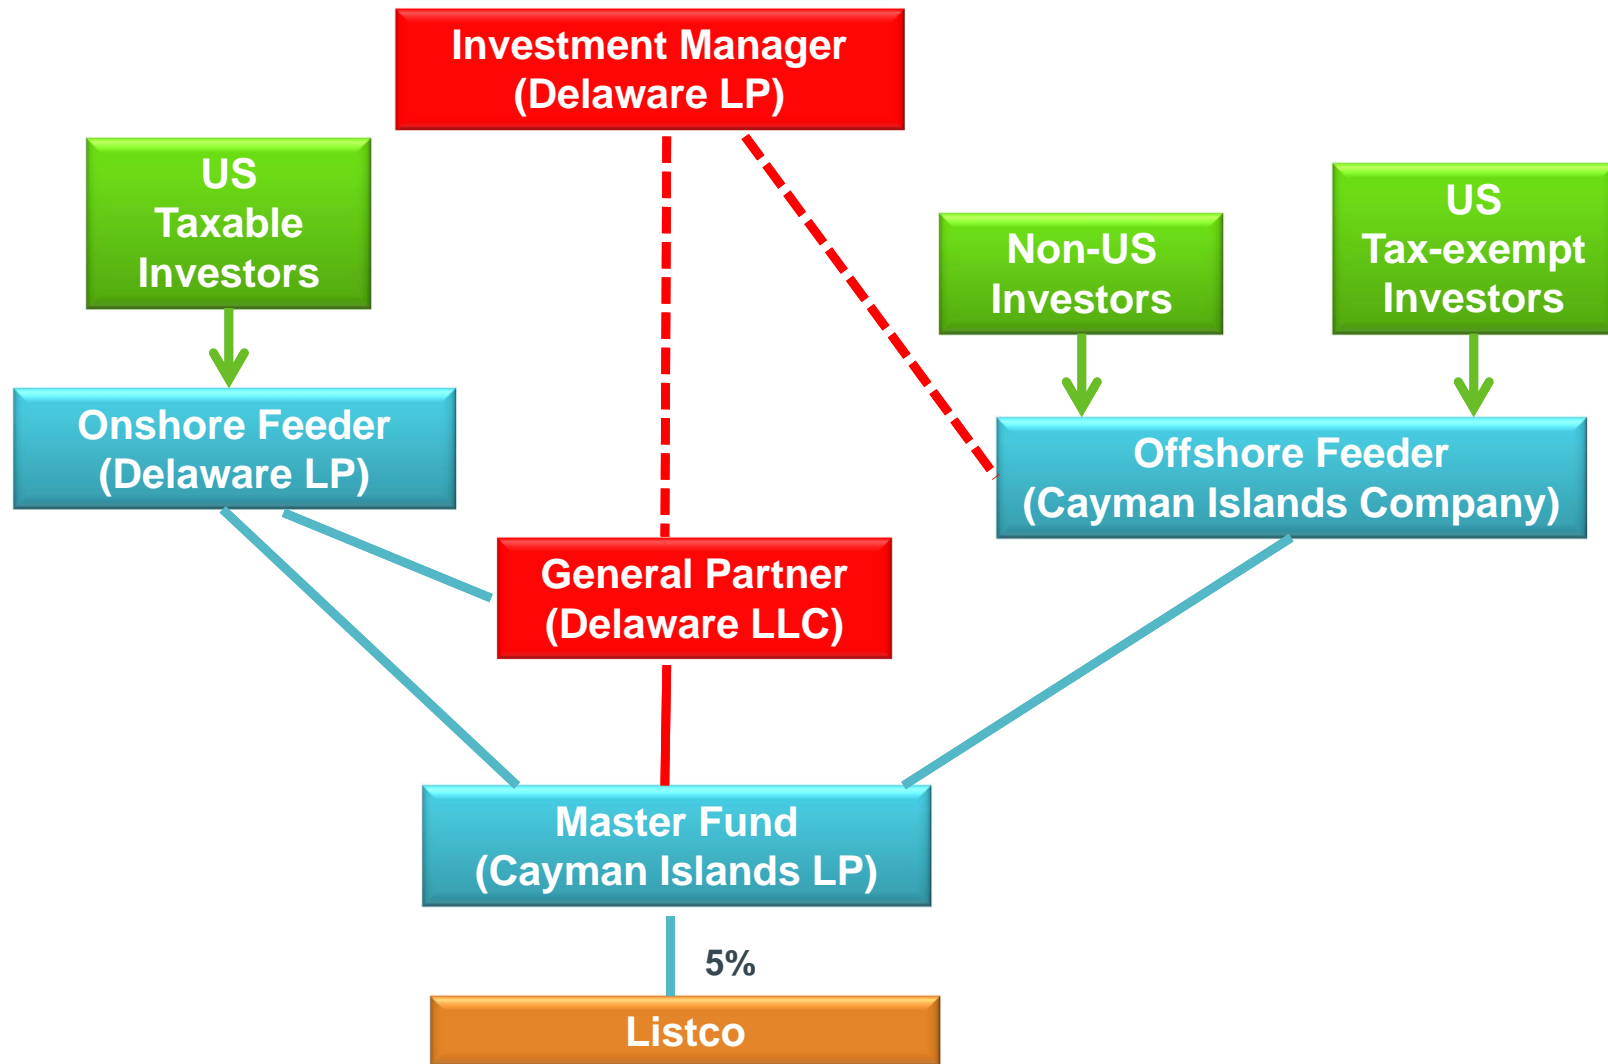 Investment Manager
(Delaware LP)
US
Taxable
Investors
Non-US
Investors
US
Tax-exempt
Investors
Onshore Feeder
(Delaware LP)
Offshore Feeder
(Cayman Islands Company)
General Partner
(Delaware LLC)
Master Fund
(Cayman Islands LP)
5%
Listco